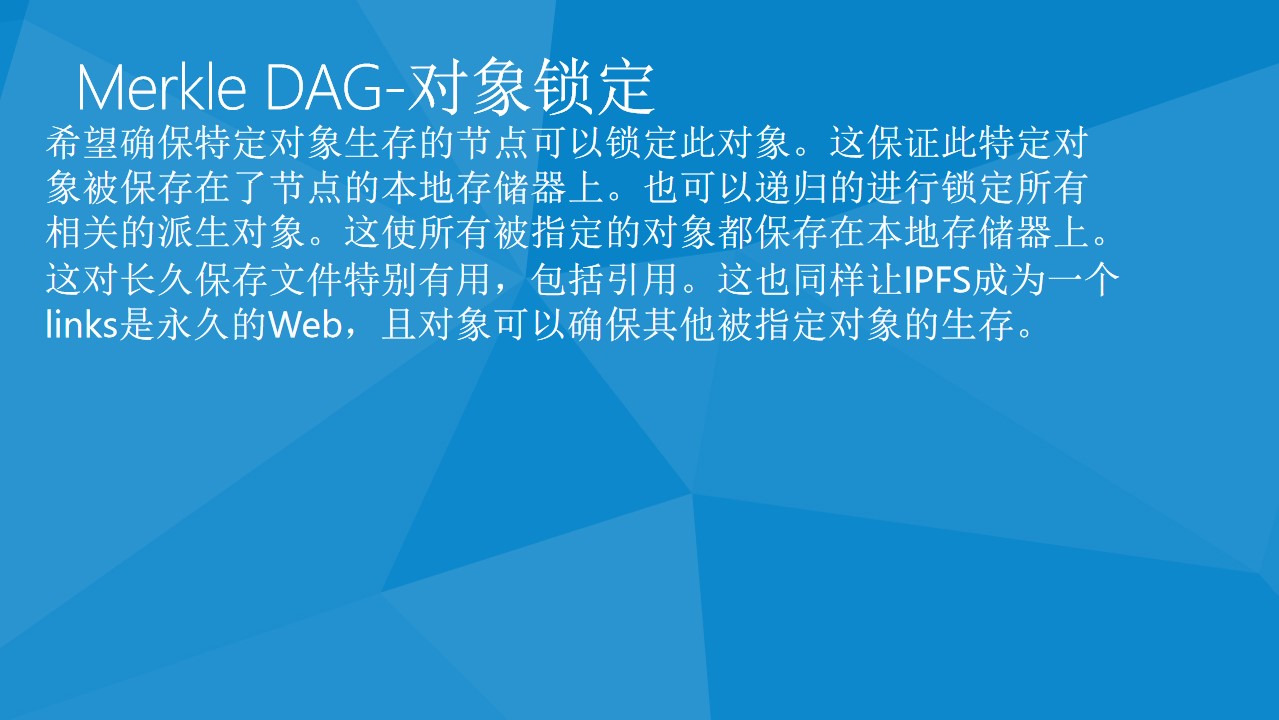 Merkle DAG-对象锁定
希望确保特定对象生存的节点可以锁定此对象。这保证此特定对
象被保存在了节点的本地存储器上。也可以递归的进行锁定所有
相关的派生对象。这使所有被指定的对象都保存在本地存储器上。
这对长久保存文件特别有用，包括引用。这也同样让IPFS成为一个
links是永久的Web，且对象可以确保其他被指定对象的生存。